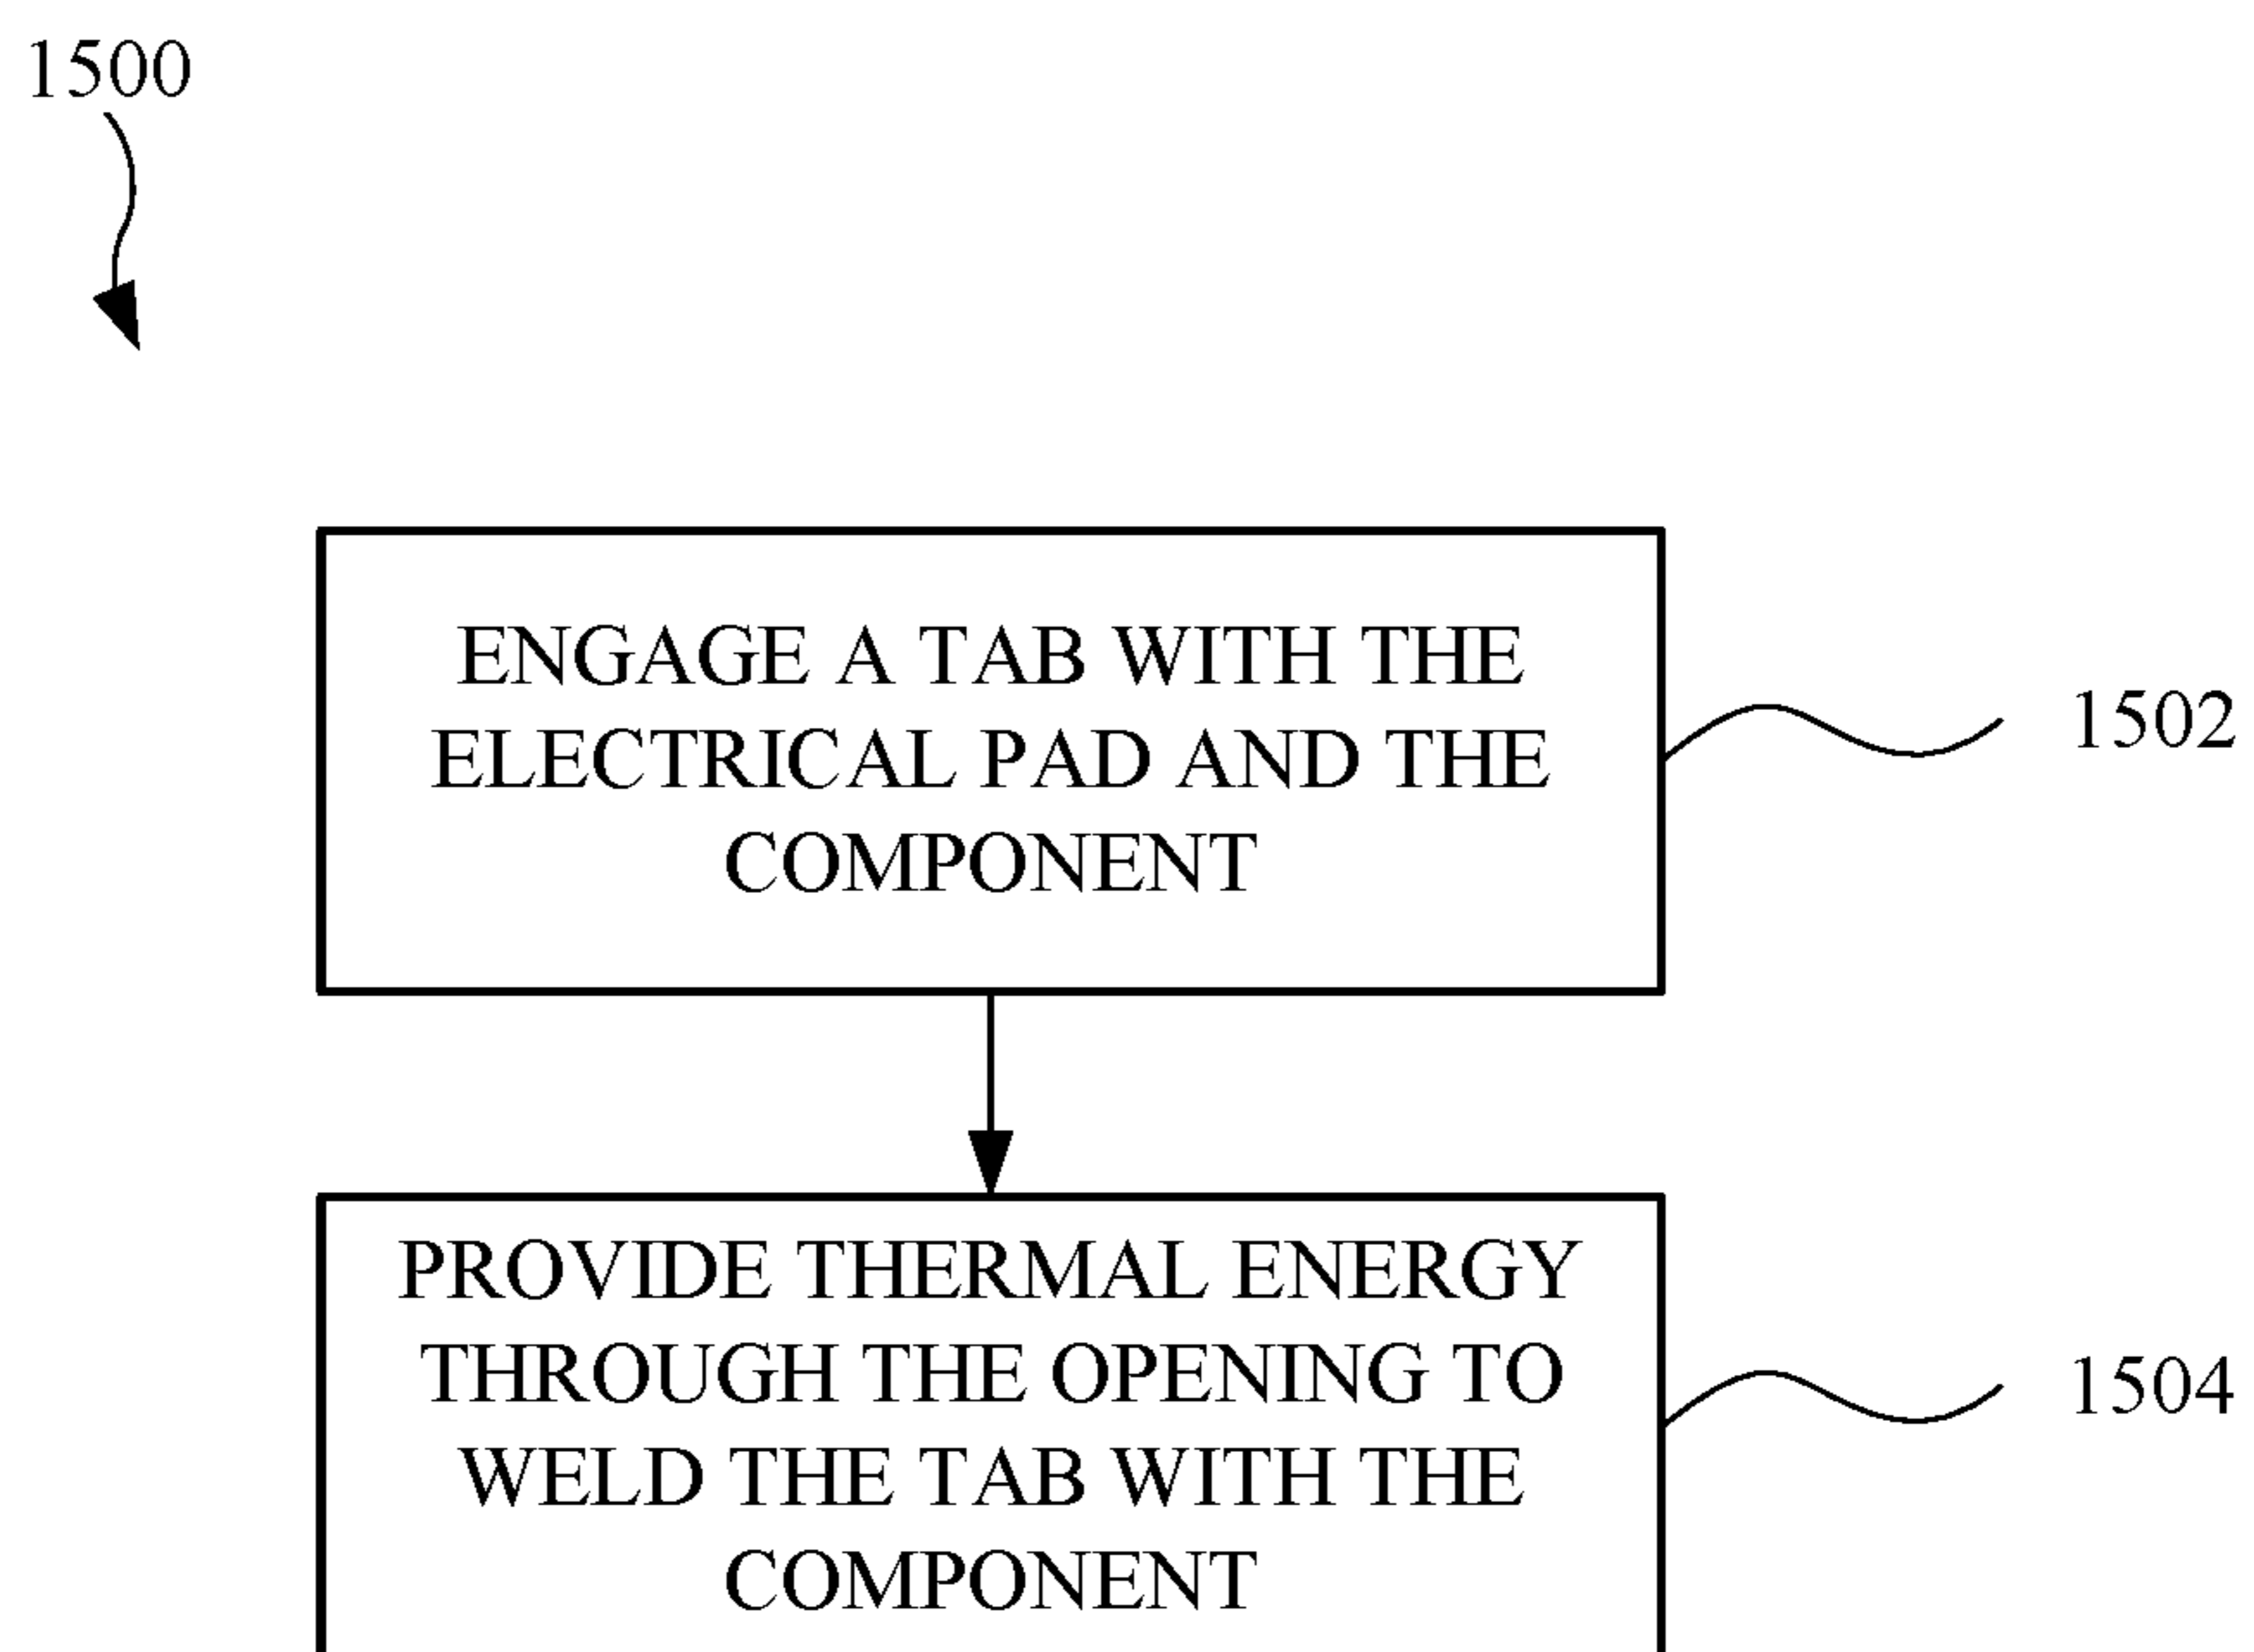 1500
ENGAGE A TAB WITH THE
ELECTRICAL PAD AND THE
COMPONENT
1502
PROVIDE THERMAL ENERGY
THROUGH THE OPENING TO
WELD THE TAB WITH THE
COMPONENT
1504